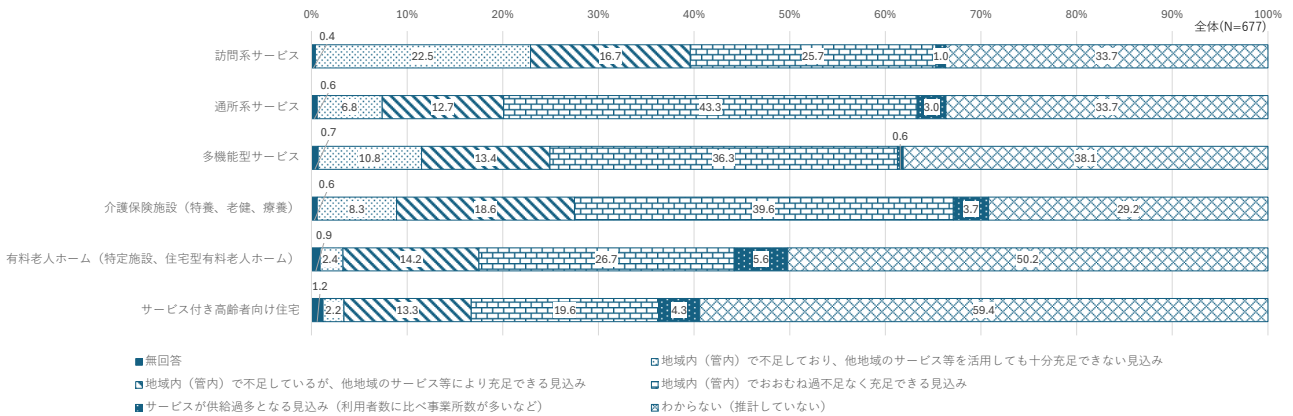 0% 10% 20% 30% 40% 50% 60% 70% 80% 90% 100%
全体(N=677)
0.4
訪問系サービス 22.5 16.7 25.7 1.0 33.7
0.6
通所系サービス 6.8 12.7 43.3 3.0 33.7
0.7 0.6
多機能型サービス 10.8 13.4 36.3 38.1
0.6
介護保険施設（特養、老健、療養） 8.3 18.6 39.6 3.7 29.2
0.9
有料老人ホーム（特定施設、住宅型有料老人ホーム） 2.4 14.2 26.7 5.6 50.2
1.2
サービス付き高齢者向け住宅 2.2 13.3 19.6 4.3 59.4
無回答 地域内（管内）で不足しており、他地域のサービス等を活用しても十分充足できない見込み
地域内（管内）で不足しているが、他地域のサービス等により充足できる見込み 地域内（管内）でおおむね過不足なく充足できる見込み
サービスが供給過多となる見込み（利用者数に比べ事業所数が多いなど） わからない（推計していない）